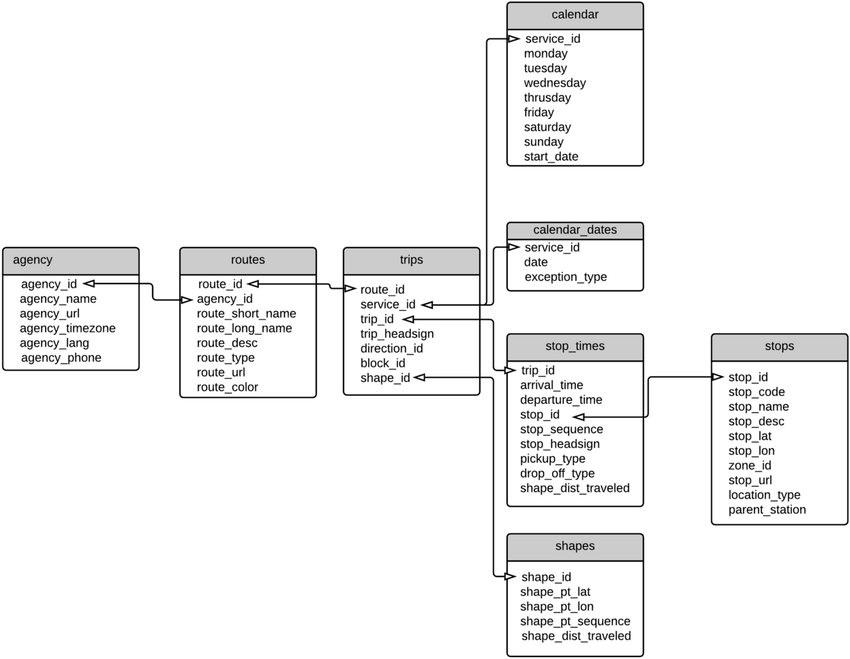 calendar
service_id
monday
tuesday
wednesday
thrusday
friday
saturday
sunday
start_date
calendar_dates
service_id
date
exception_type
agency
agency_id
agency_name
agency_url
agency_timezone
agency_lang
agency_phone
routes
route_id
agency_id
route_short_name
route_long_name
route_desc
route_type
route_url
route_color
trips
route_id
service_id
trip_id
trip_headsign
direction_id
block_id
shape_id
stop_times
trip_id
arrival_time
departure_time
stop_id
stop_sequence
stop_headsign
pickup_type
drop_off_type
shape_dist_traveled
stops
stop_id
stop_code
stop_name
stop_desc
stop_lat
stop_lon
zone_id
stop_url
location_type
parent_station
shapes
shape_id
shape_pt_lat
shape_pt_lon
shape_pt_sequence
shape_dist_traveled